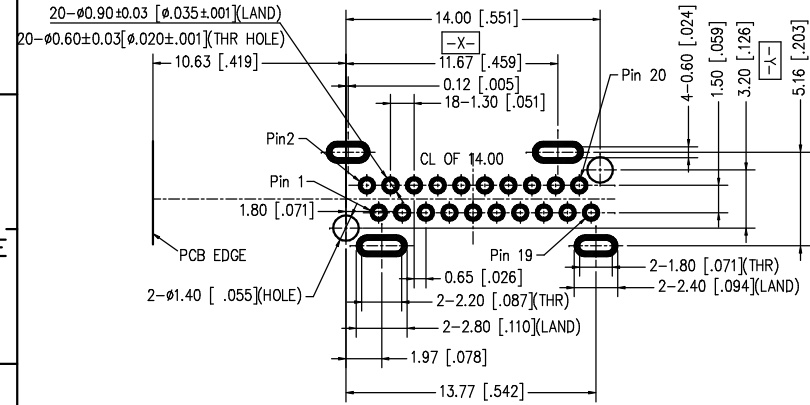 20-ø0.90±0.03 [ø.035±.001](LAND)
20-ø0.60±0.03[ø.020±.001](THR HOLE)
14.00 [.551]
-X-
10.63 [.419]
11.67 [.459]
0.12 [.005]
18-1.30 [.051]
Pin 20
4-0.60 [.024]
1.50 [.059]
3.20 [.126]
-Y-
5.16 [.203]
Pin2
CL OF 14.00
Pin 1
1.80 [.071]
E
PCB EDGE
Pin 19
2-1.80 [.071](THR)
0.65 [.026]
2-2.40 [.094](LAND)
2-ø1.40 [ .055](HOLE)
2-2.20 [.087](THR)
2-2.80 [.110](LAND)
1.97 [.078]
13.77 [.542]